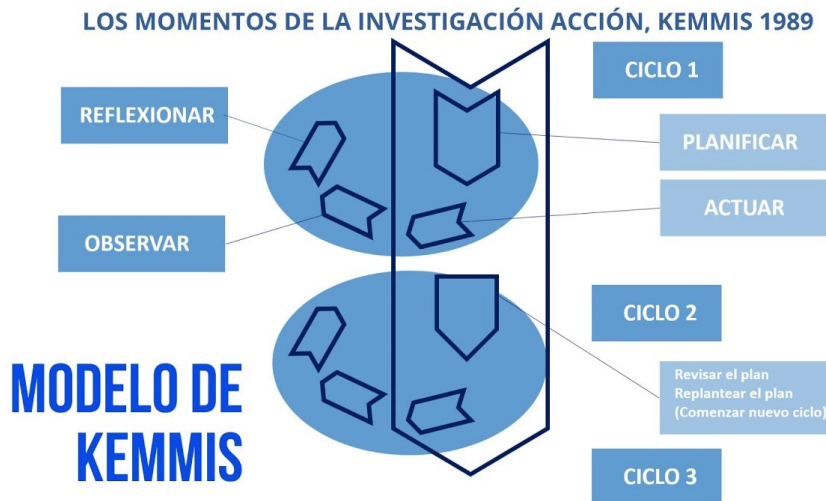 LOS MOMENTOS DE LA INVESTIGACIÓN ACCIÓN, KEMMIS 1989
CICLO 1
REFLEXIONAR
PLANIFICAR
ACTUAR
OBSERVAR
CICLO 2
Revisar el plan
Replantear el plan
(Comenzar nuevo ciclo)
MODELO DE
KEMMIS
CICLO 3